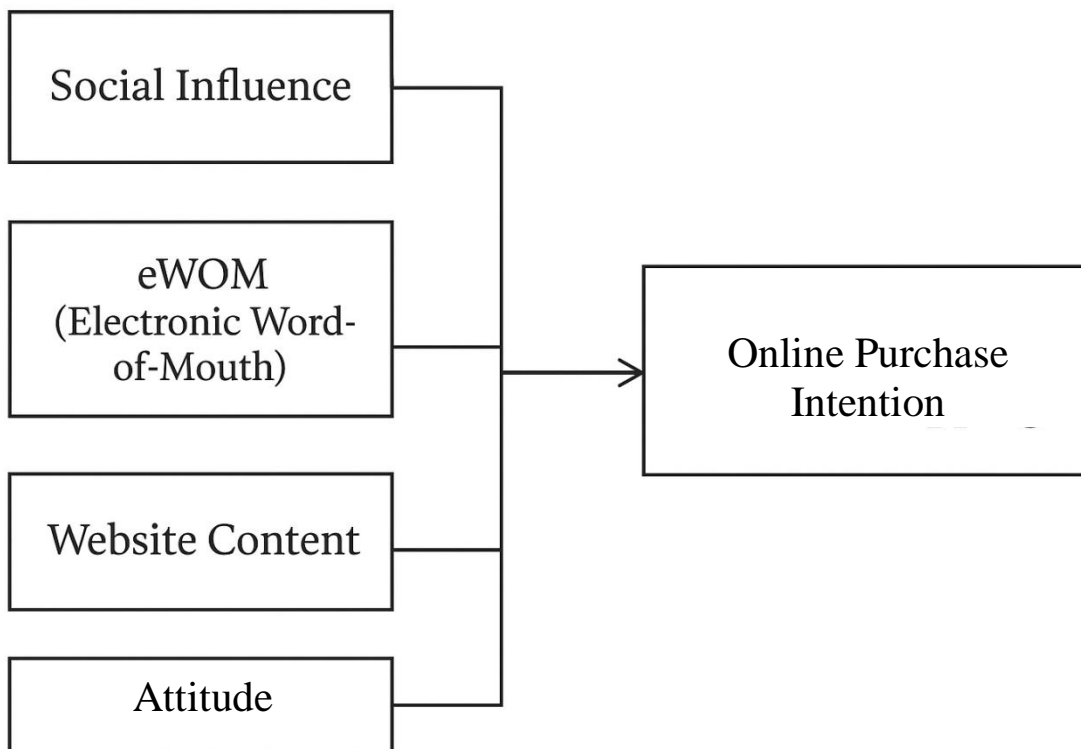 Social Influence
eWOM
(Electronic Word-
of-Mouth)
Website Content
Attitude
Online Purchase
Intention